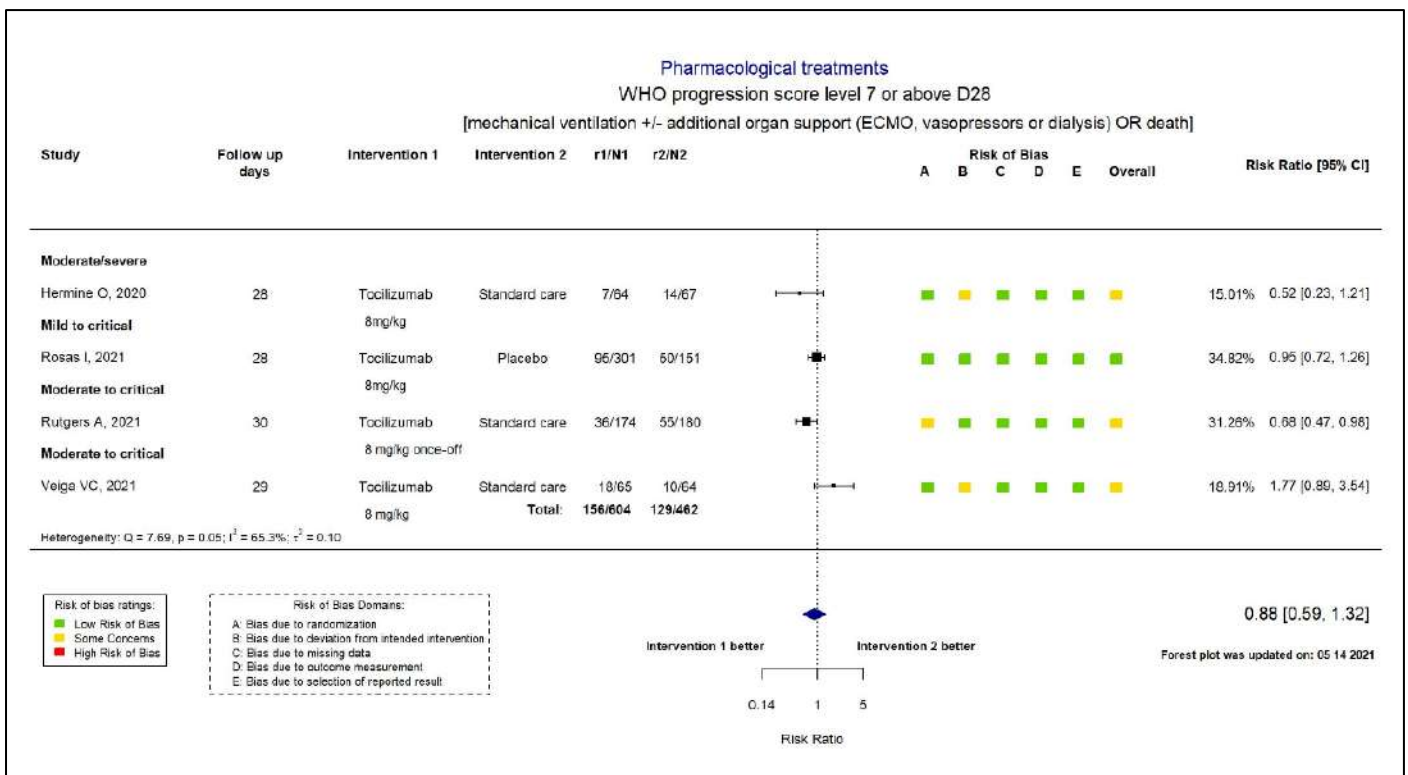 Pharmacological treatments
WHO progression score level 7 or above D28
[mechanical ventilation +/- additional organ support (ECMO, vasopressors or dialysis) OR death]
Study Follow up days Intervention 1 Intervention 2 r1/N1 r2/N2 Risk of Bias Risk Ratio [95% CI]
A B C D E Overall
Moderate/severe
Hermine O, 2020 28 Tocilizumab Standard care 7/64 14/67 15.01% 0.52 [0.23, 1.21]
Mild to critical 8mg/kg
Rosas I, 2021 28 Tocilizumab Placebo 95/301 50/151 34.82% 0.95 [0.72, 1.26]
Moderate to critical 8mg/kg
Rutgers A, 2021 30 Tocilizumab Standard care 36/174 55/180 31.26% 0.68 [0.47, 0.98]
Moderate to critical 8 mg/kg once-off
Veiga VC, 2021 29 Tocilizumab Standard care 18/65 10/64 18.91% 1.77 [0.89, 3.54]
8 mg/kg Total: 156/604 129/462
Heterogeneity: Q = 7.69, p = 0.05; I² = 65.3%; τ² = 0.10
Risk of bias ratings:
Low Risk of Bias
Some Concerns
High Risk of Bias
Risk of Bias Domains:
A: Bias due to randomization
B: Bias due to deviation from intended intervention
C: Bias due to missing data
D: Bias due to outcome measurement
E: Bias due to selection of reported result
0.88 [0.59, 1.32]
Intervention 1 better Intervention 2 better
Forest plot was updated on: 05 14 2021
0.14 1 5
Risk Ratio